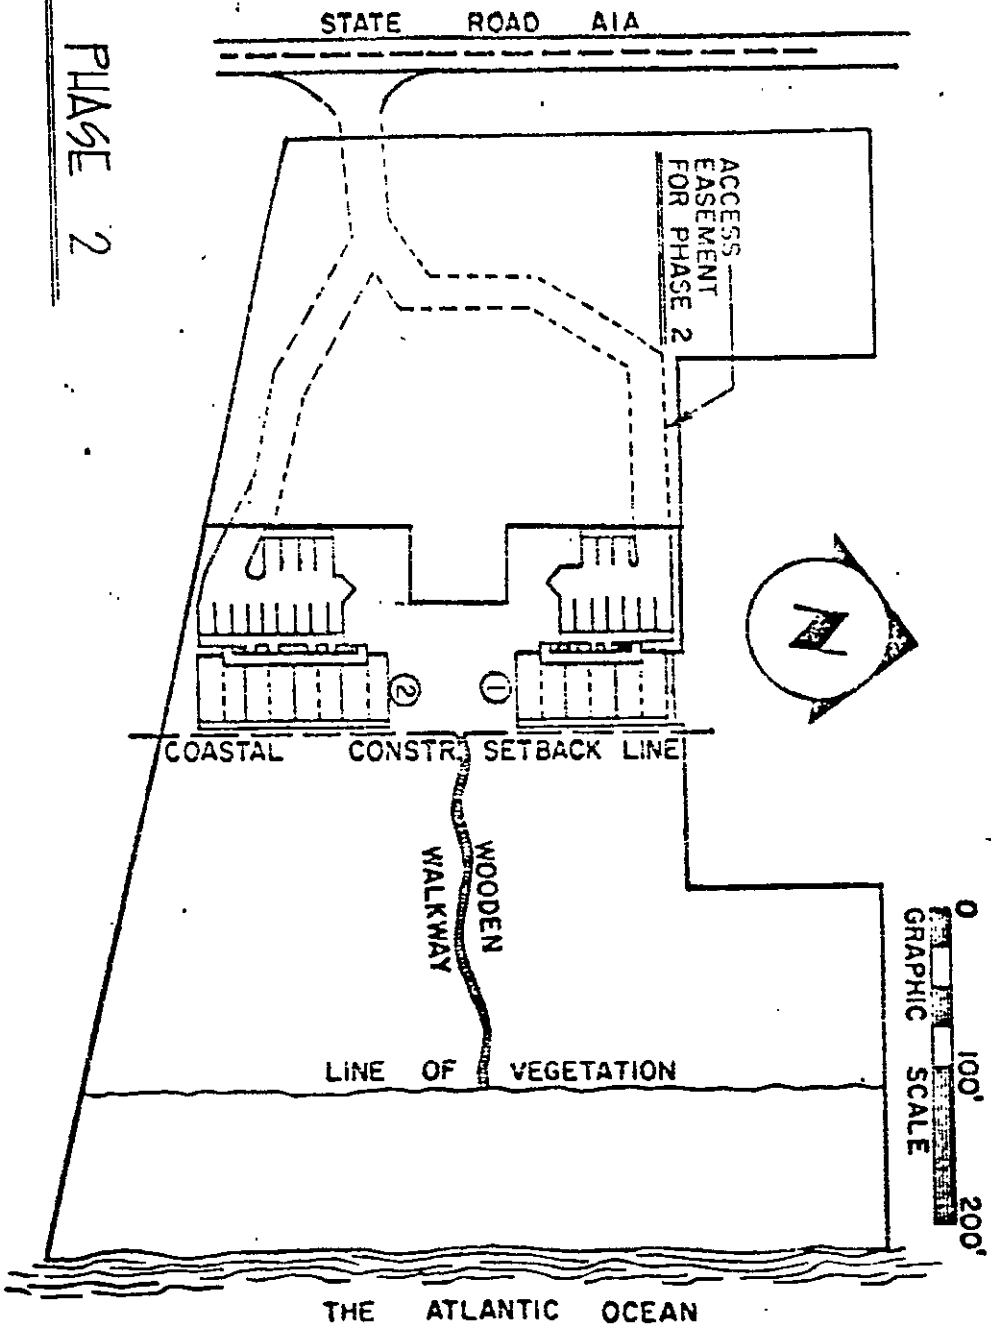 STATE ROAD A1A
PHASE 2
ACCESS
EASEMENT
FOR PHASE 2
N
2
1
COASTAL CONSTR. SETBACK LINE
WOODEN
WALKWAY
0 100' 200'
GRAPHIC SCALE
LINE OF VEGETATION
THE ATLANTIC OCEAN